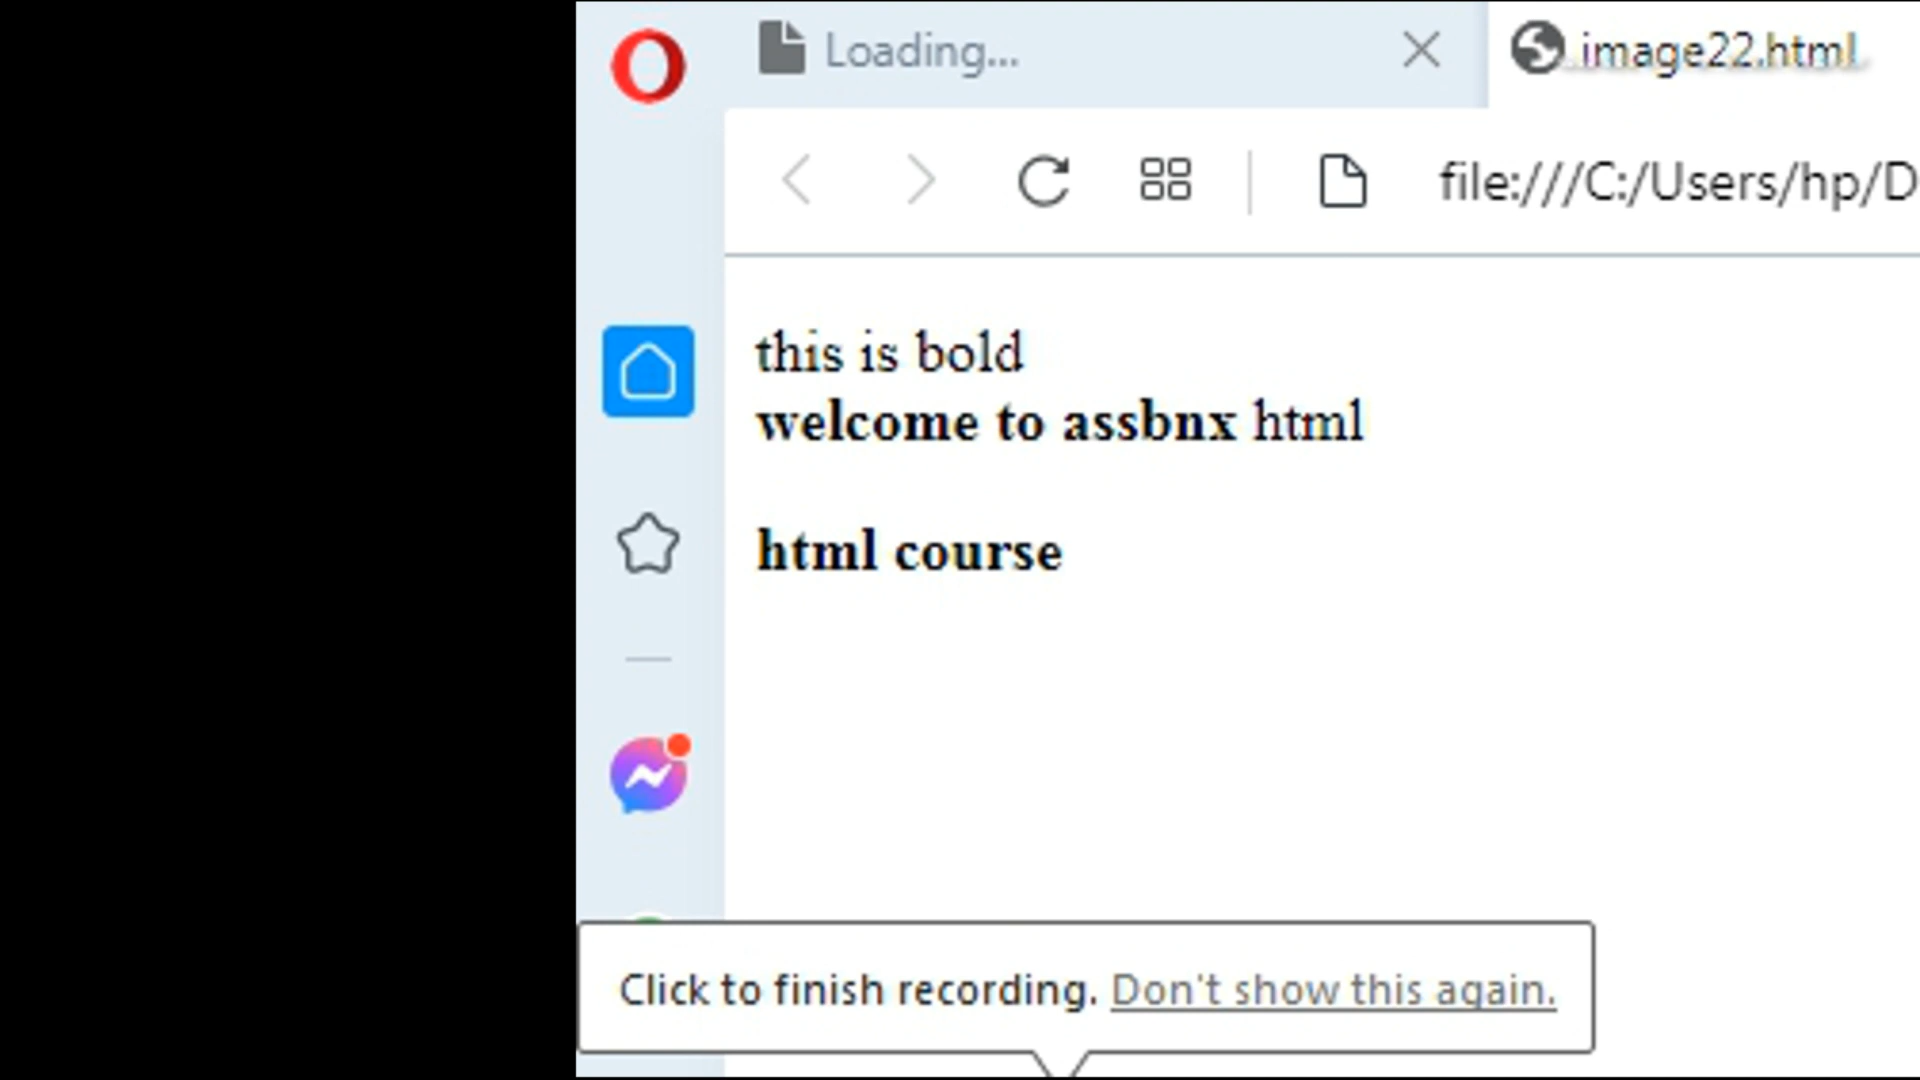 Loading...
image22.html
file:///C:/Users/hp/D
this is bold
welcome to assbnx html
html course
Click to finish recording. Don't show this again.